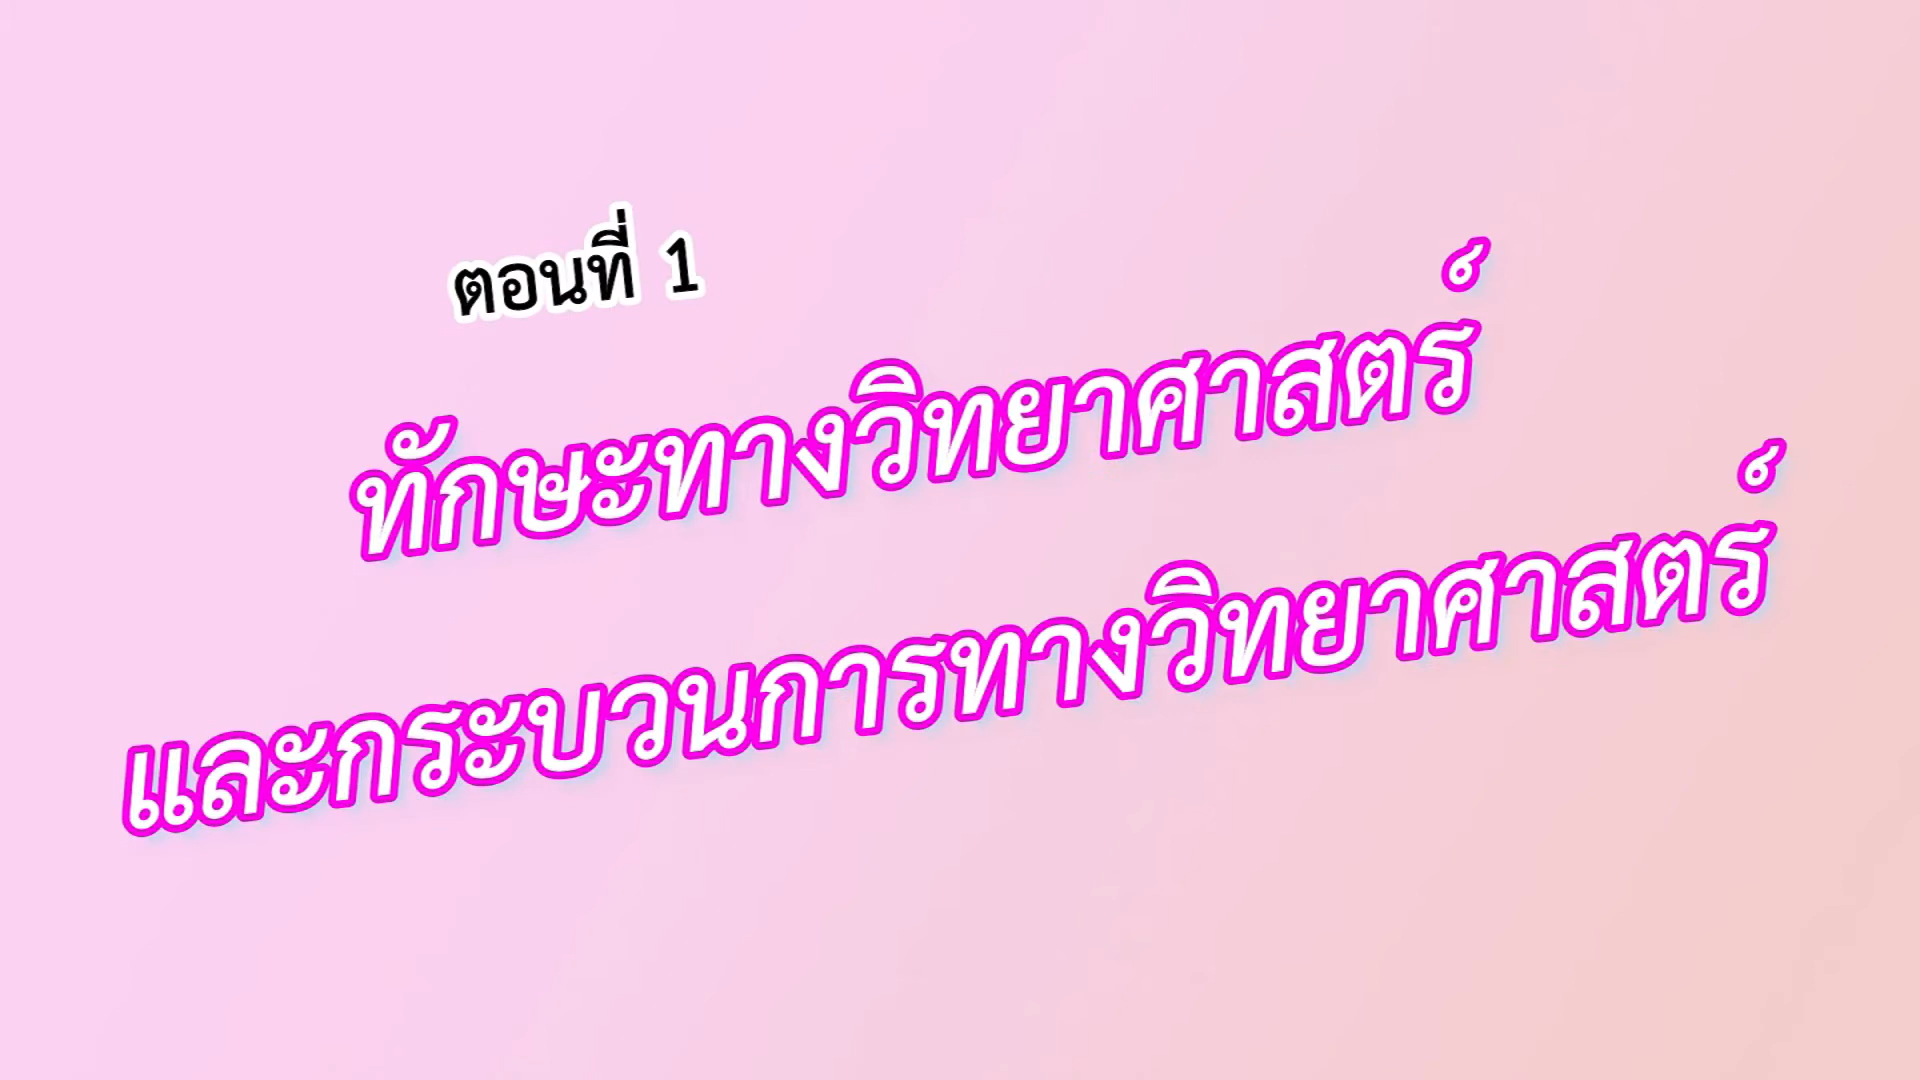 ตอนที่ 1
ทักษะทางวิทยาศาสตร์
และกระบวนการทางวิทยาศาสตร์